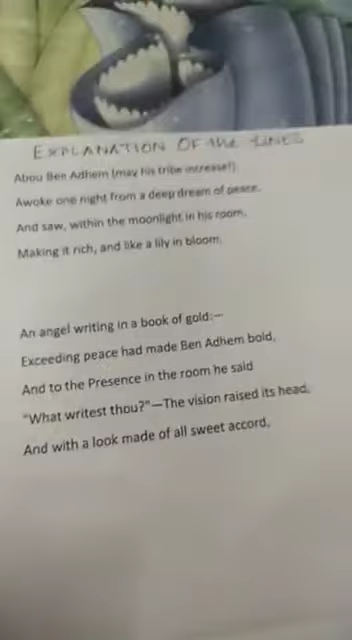 EXPLANATION OF the LINES
Abou Ben Adhem (may his tribe increase!)
Awoke one night from a deep dream of peace,
And saw, within the moonlight in his room,
Making it rich, and like a lily in bloom,
An angel writing in a book of gold:—
Exceeding peace had made Ben Adhem bold,
And to the Presence in the room he said
"What writest thou?"—The vision raised its head,
And with a look made of all sweet accord,